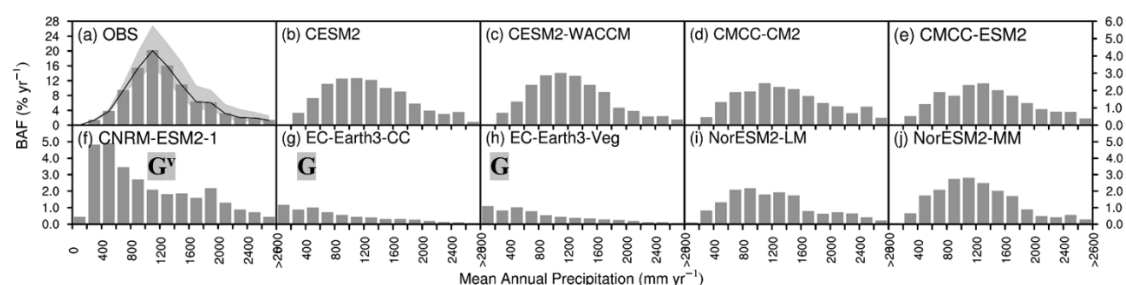 28
24
20
16
12
8
4
0
(a) OBS
(b) CESM2
(c) CESM2-WACCM
(d) CMCC-CM2
(e) CMCC-ESM2
6.0
5.0
4.0
3.0
2.0
1.0
0.0
BAF (% yr⁻¹)
5.0
4.0
3.0
2.0
1.0
0.0
(f) CNRM-ESM2-1
Gᵛ
(g) EC-Earth3-CC
G
(h) EC-Earth3-Veg
G
(i) NorESM2-LM
(j) NorESM2-MM
5.0
4.0
3.0
2.0
1.0
0.0
0 400 800 1200 1600 2000 2400 >2600
400 800 1200 1600 2000 2400 >2600
400 800 1200 1600 2000 2400 >2600
400 800 1200 1600 2000 2400 >2600
400 800 1200 1600 2000 2400 >2600
Mean Annual Precipitation (mm yr⁻¹)